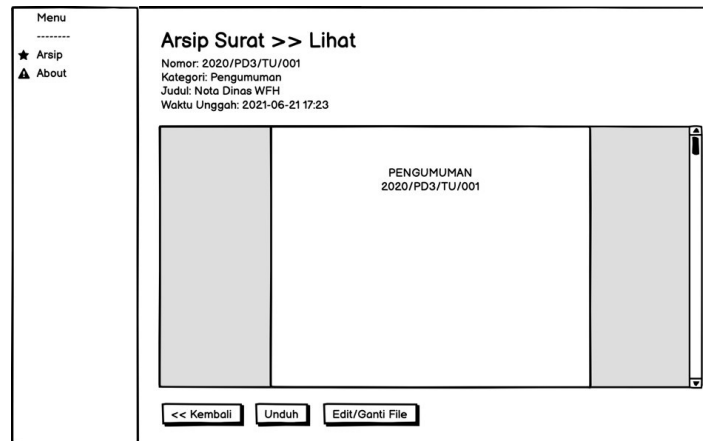 Menu
--------
Arsip
About
Arsip Surat >> Lihat
Nomor: 2020/PD3/TU/001
Kategori: Pengumuman
Judul: Nota Dinas WFH
Waktu Unggah: 2021-06-21 17:23
PENGUMUMAN
2020/PD3/TU/001
<< Kembali
Unduh
Edit/Ganti File